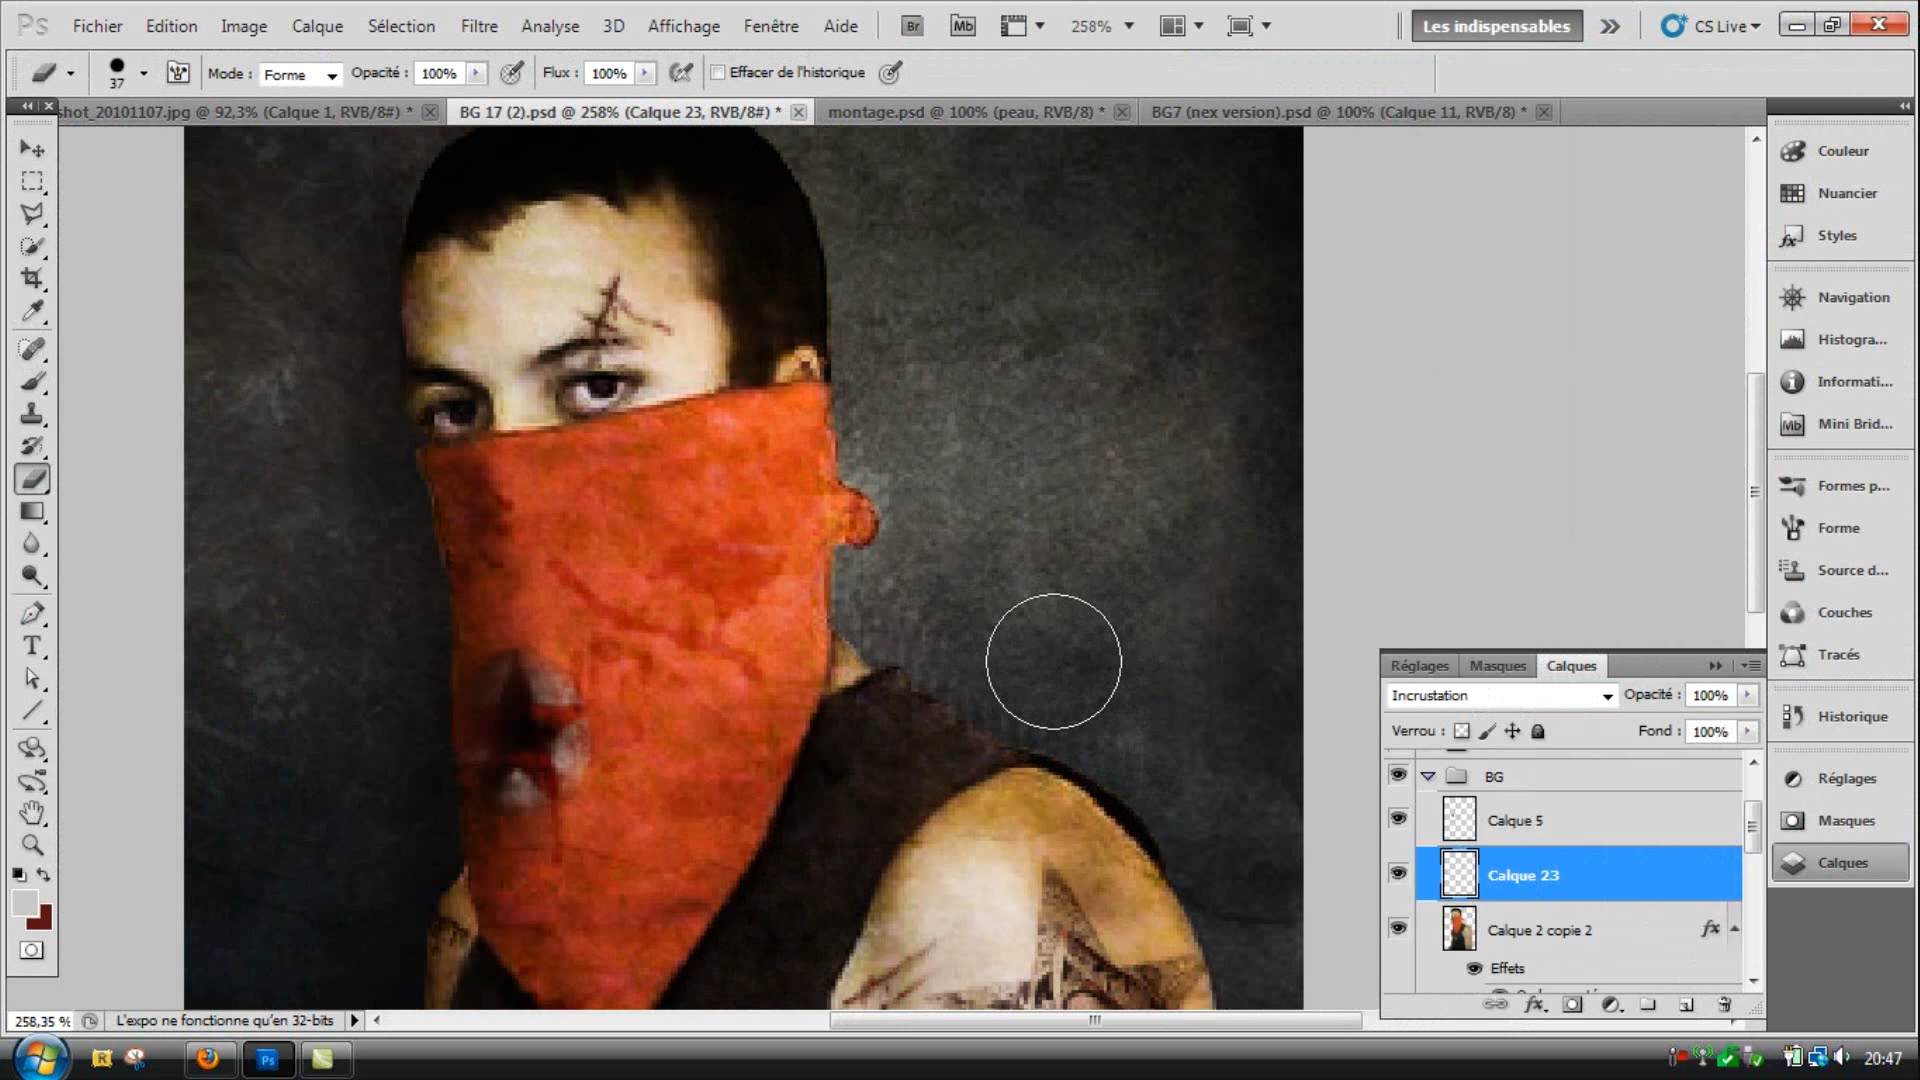 Ps Fichier Edition Image Calque Sélection Filtre Analyse 3D Affichage Fenêtre Aide Br Mb 258% Les indispensables CS Live
37 Mode : Forme Opacité : 100% Flux : 100% Effacer de l'historique
shot_20101107.jpg @ 92,3% (Calque 1, RVB/8#) * BG 17 (2).psd @ 258% (Calque 23, RVB/8#) * montage.psd @ 100% (peau, RVB/8) * BG7 (nex version).psd @ 100% (Calque 11, RVB/8) *
Couleur
Nuancier
Styles
Navigation
Histogra...
Informati...
Mb Mini Brid...
Formes p...
Forme
Source d...
Couches
Tracés
Historique
Réglages
Masques
Calques
Réglages Masques Calques
Incrustation Opacité : 100%
Verrou : Fond : 100%
BG
Calque 5
Calque 23
Calque 2 copie 2 fx
Effets
258,35 % L'expo ne fonctionne qu'en 32-bits
R Ps 20:47